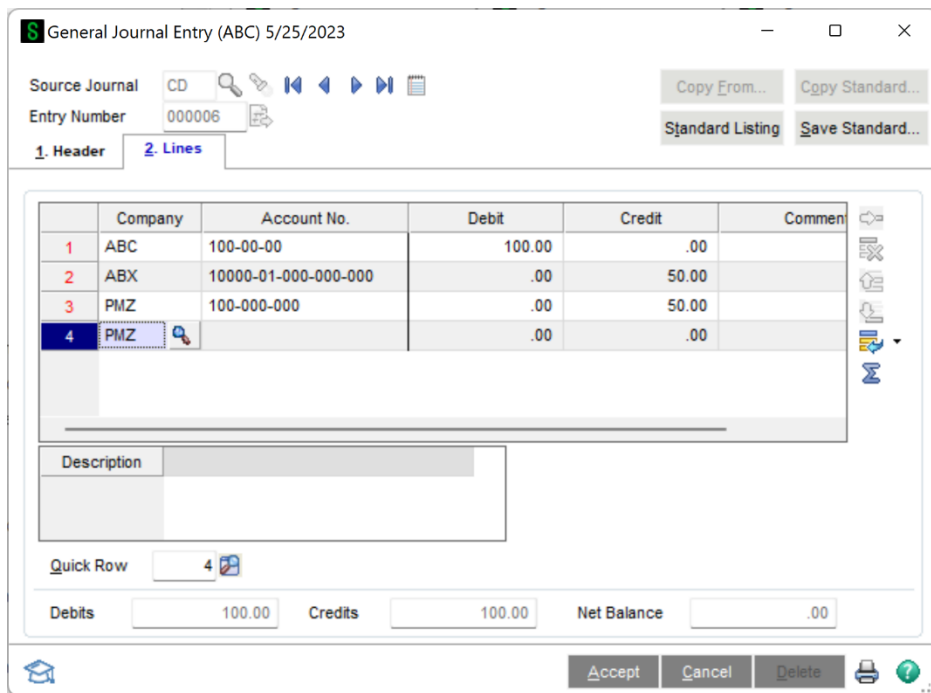 General Journal Entry (ABC) 5/25/2023
Source Journal CD Copy From... Copy Standard...
Entry Number 000006 Standard Listing Save Standard...
1. Header 2. Lines
Company Account No. Debit Credit Comment
1 ABC 100-00-00 100.00 .00
2 ABX 10000-01-000-000-000 .00 50.00
3 PMZ 100-000-000 .00 50.00
4 PMZ .00 .00
Description
Quick Row 4
Debits 100.00 Credits 100.00 Net Balance .00
Accept Cancel Delete